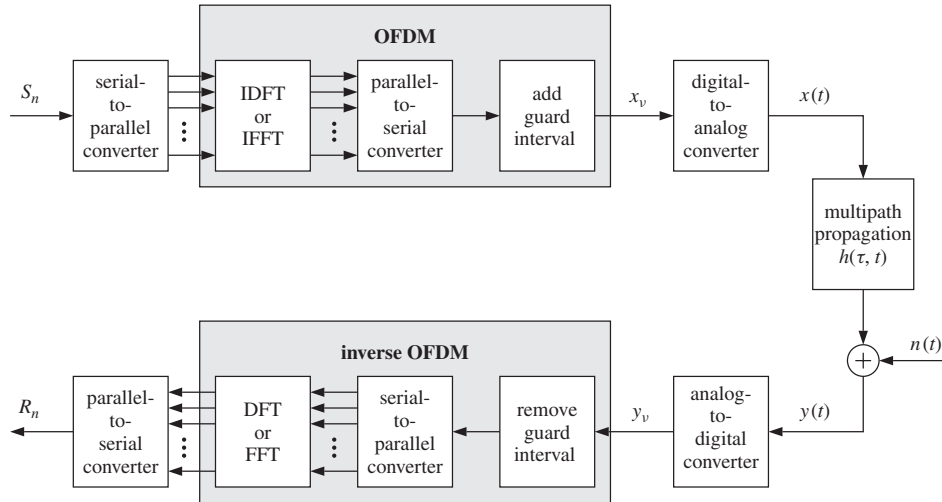 OFDM
S_n
serial-
to-
parallel
converter
IDFT
or
IFFT
parallel-
to-
serial
converter
add
guard
interval
x_ν
digital-
to-
analog
converter
x(t)
multipath
propagation
h(τ, t)
inverse OFDM
R_n
parallel-
to-
serial
converter
DFT
or
FFT
serial-
to-
parallel
converter
remove
guard
interval
y_ν
analog-
to-
digital
converter
y(t)
+
n(t)